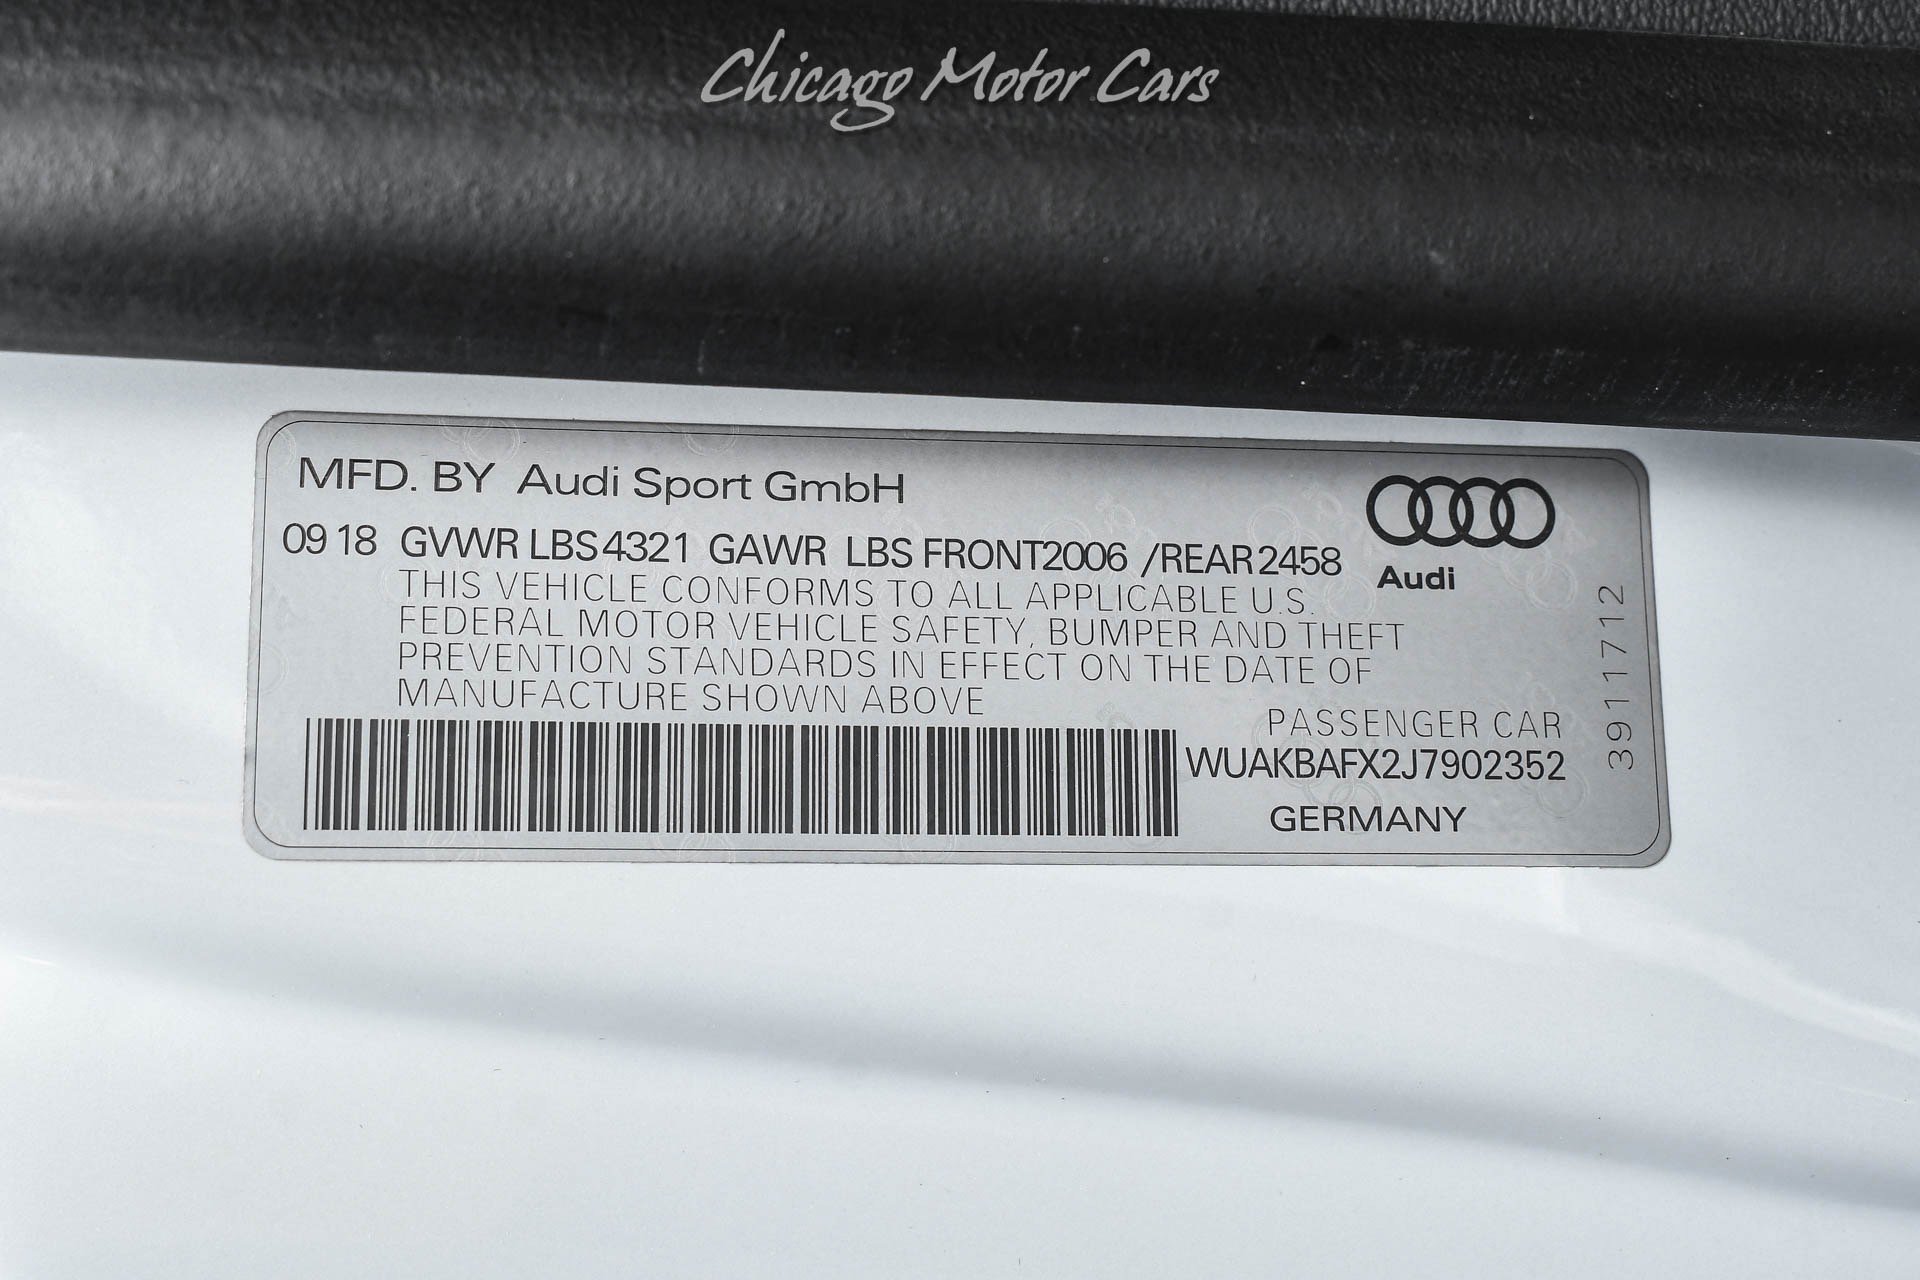 Chicago Motor Cars
MFD. BY Audi Sport GmbH
09 18 GVWR LBS 4321 GAWR LBS FRONT 2006 /REAR 2458
Audi
THIS VEHICLE CONFORMS TO ALL APPLICABLE U.S.
FEDERAL MOTOR VEHICLE SAFETY, BUMPER AND THEFT
PREVENTION STANDARDS IN EFFECT ON THE DATE OF
MANUFACTURE SHOWN ABOVE
PASSENGER CAR
WUAKBAFX2J7902352
GERMANY
3911712